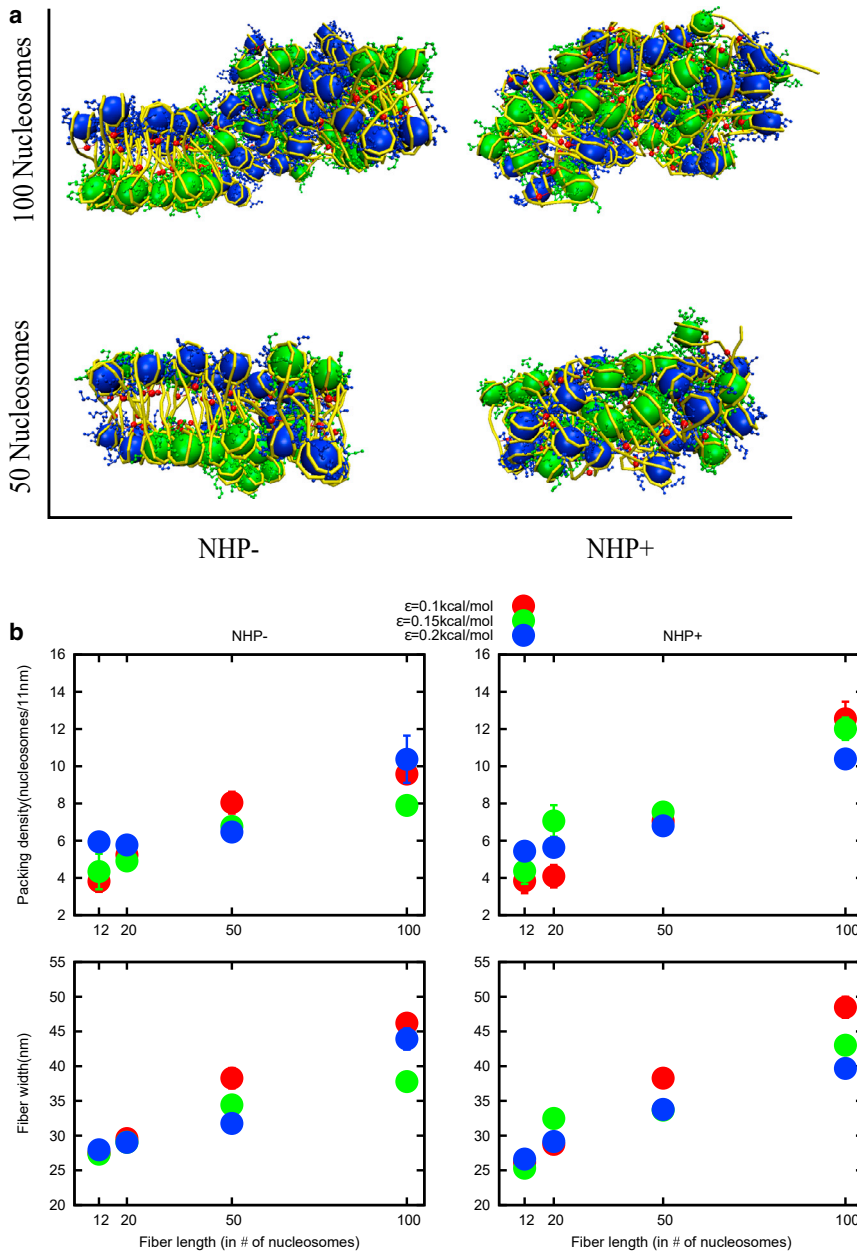 a
100 Nucleosomes
50 Nucleosomes
NHP-
NHP+
b
ε=0.1kcal/mol
ε=0.15kcal/mol
ε=0.2kcal/mol
NHP-
NHP+
Packing density(nucleosomes/11nm)
16
14
12
10
8
6
4
2
12 20 50 100
16
14
12
10
8
6
4
2
12 20 50 100
Fiber width(nm)
55
50
45
40
35
30
25
20
12 20 50 100
Fiber length (in # of nucleosomes)
55
50
45
40
35
30
25
20
12 20 50 100
Fiber length (in # of nucleosomes)